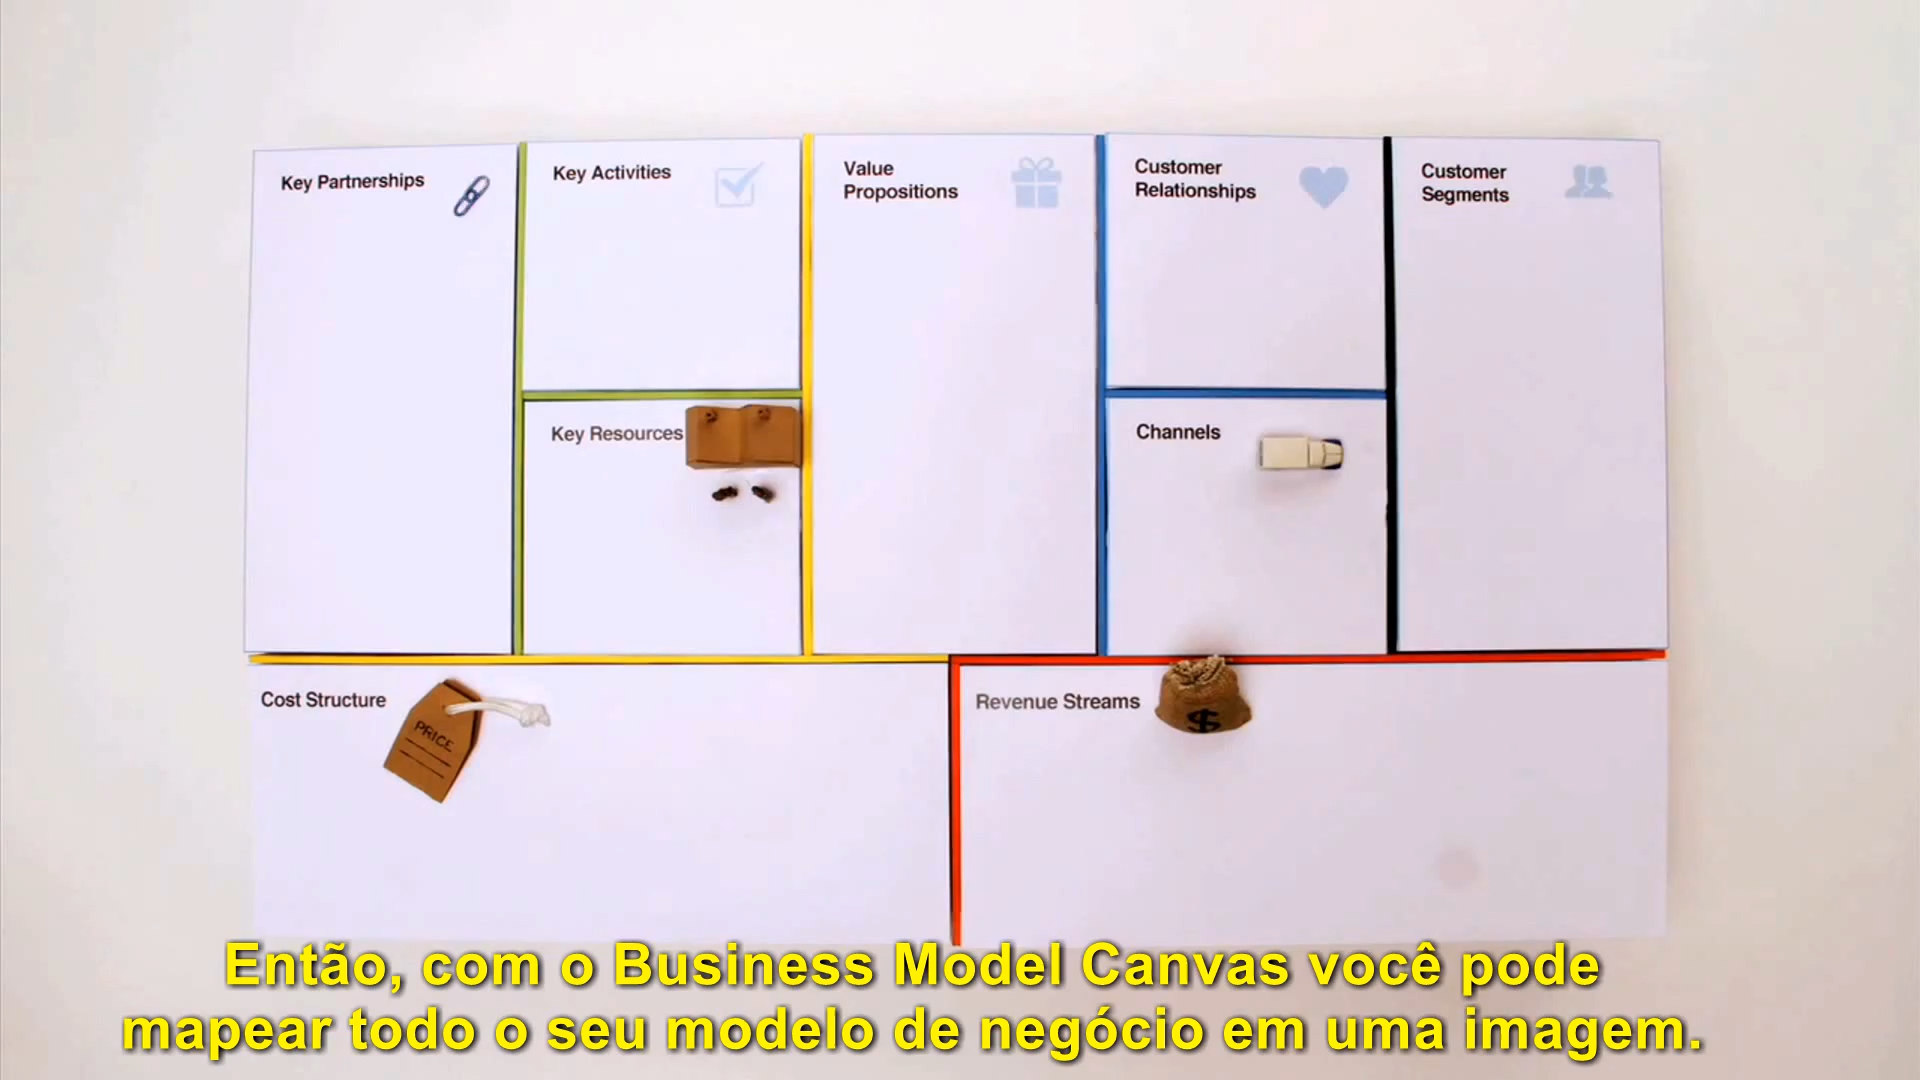 Key Partnerships
Key Activities
Value
Propositions
Customer
Relationships
Customer
Segments
Key Resources
Channels
Cost Structure
PRICE
Revenue Streams
$
Então, com o Business Model Canvas você pode
mapear todo o seu modelo de negócio em uma imagem.